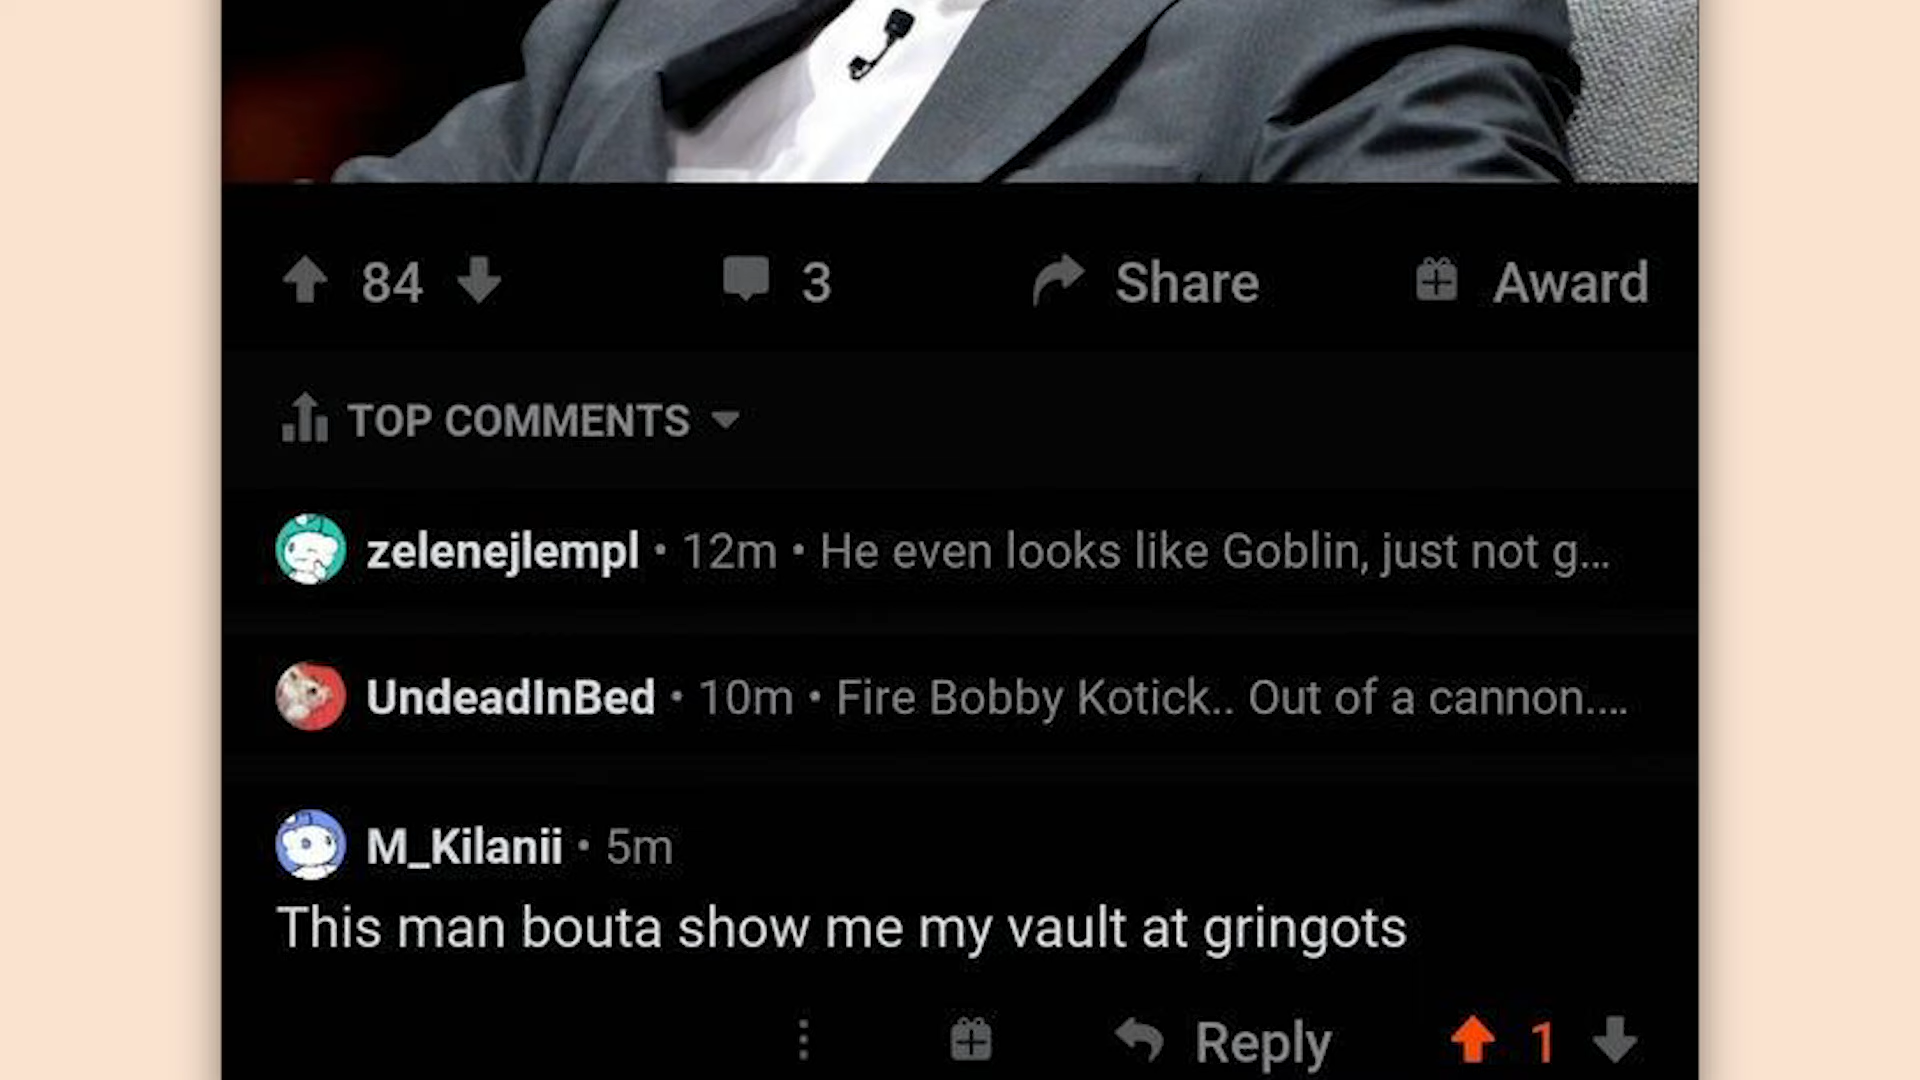 84 3 Share Award
TOP COMMENTS
zelenejlempl • 12m • He even looks like Goblin, just not g...
UndeadInBed • 10m • Fire Bobby Kotick.. Out of a cannon....
M_Kilanii • 5m
This man bouta show me my vault at gringots
Reply 1